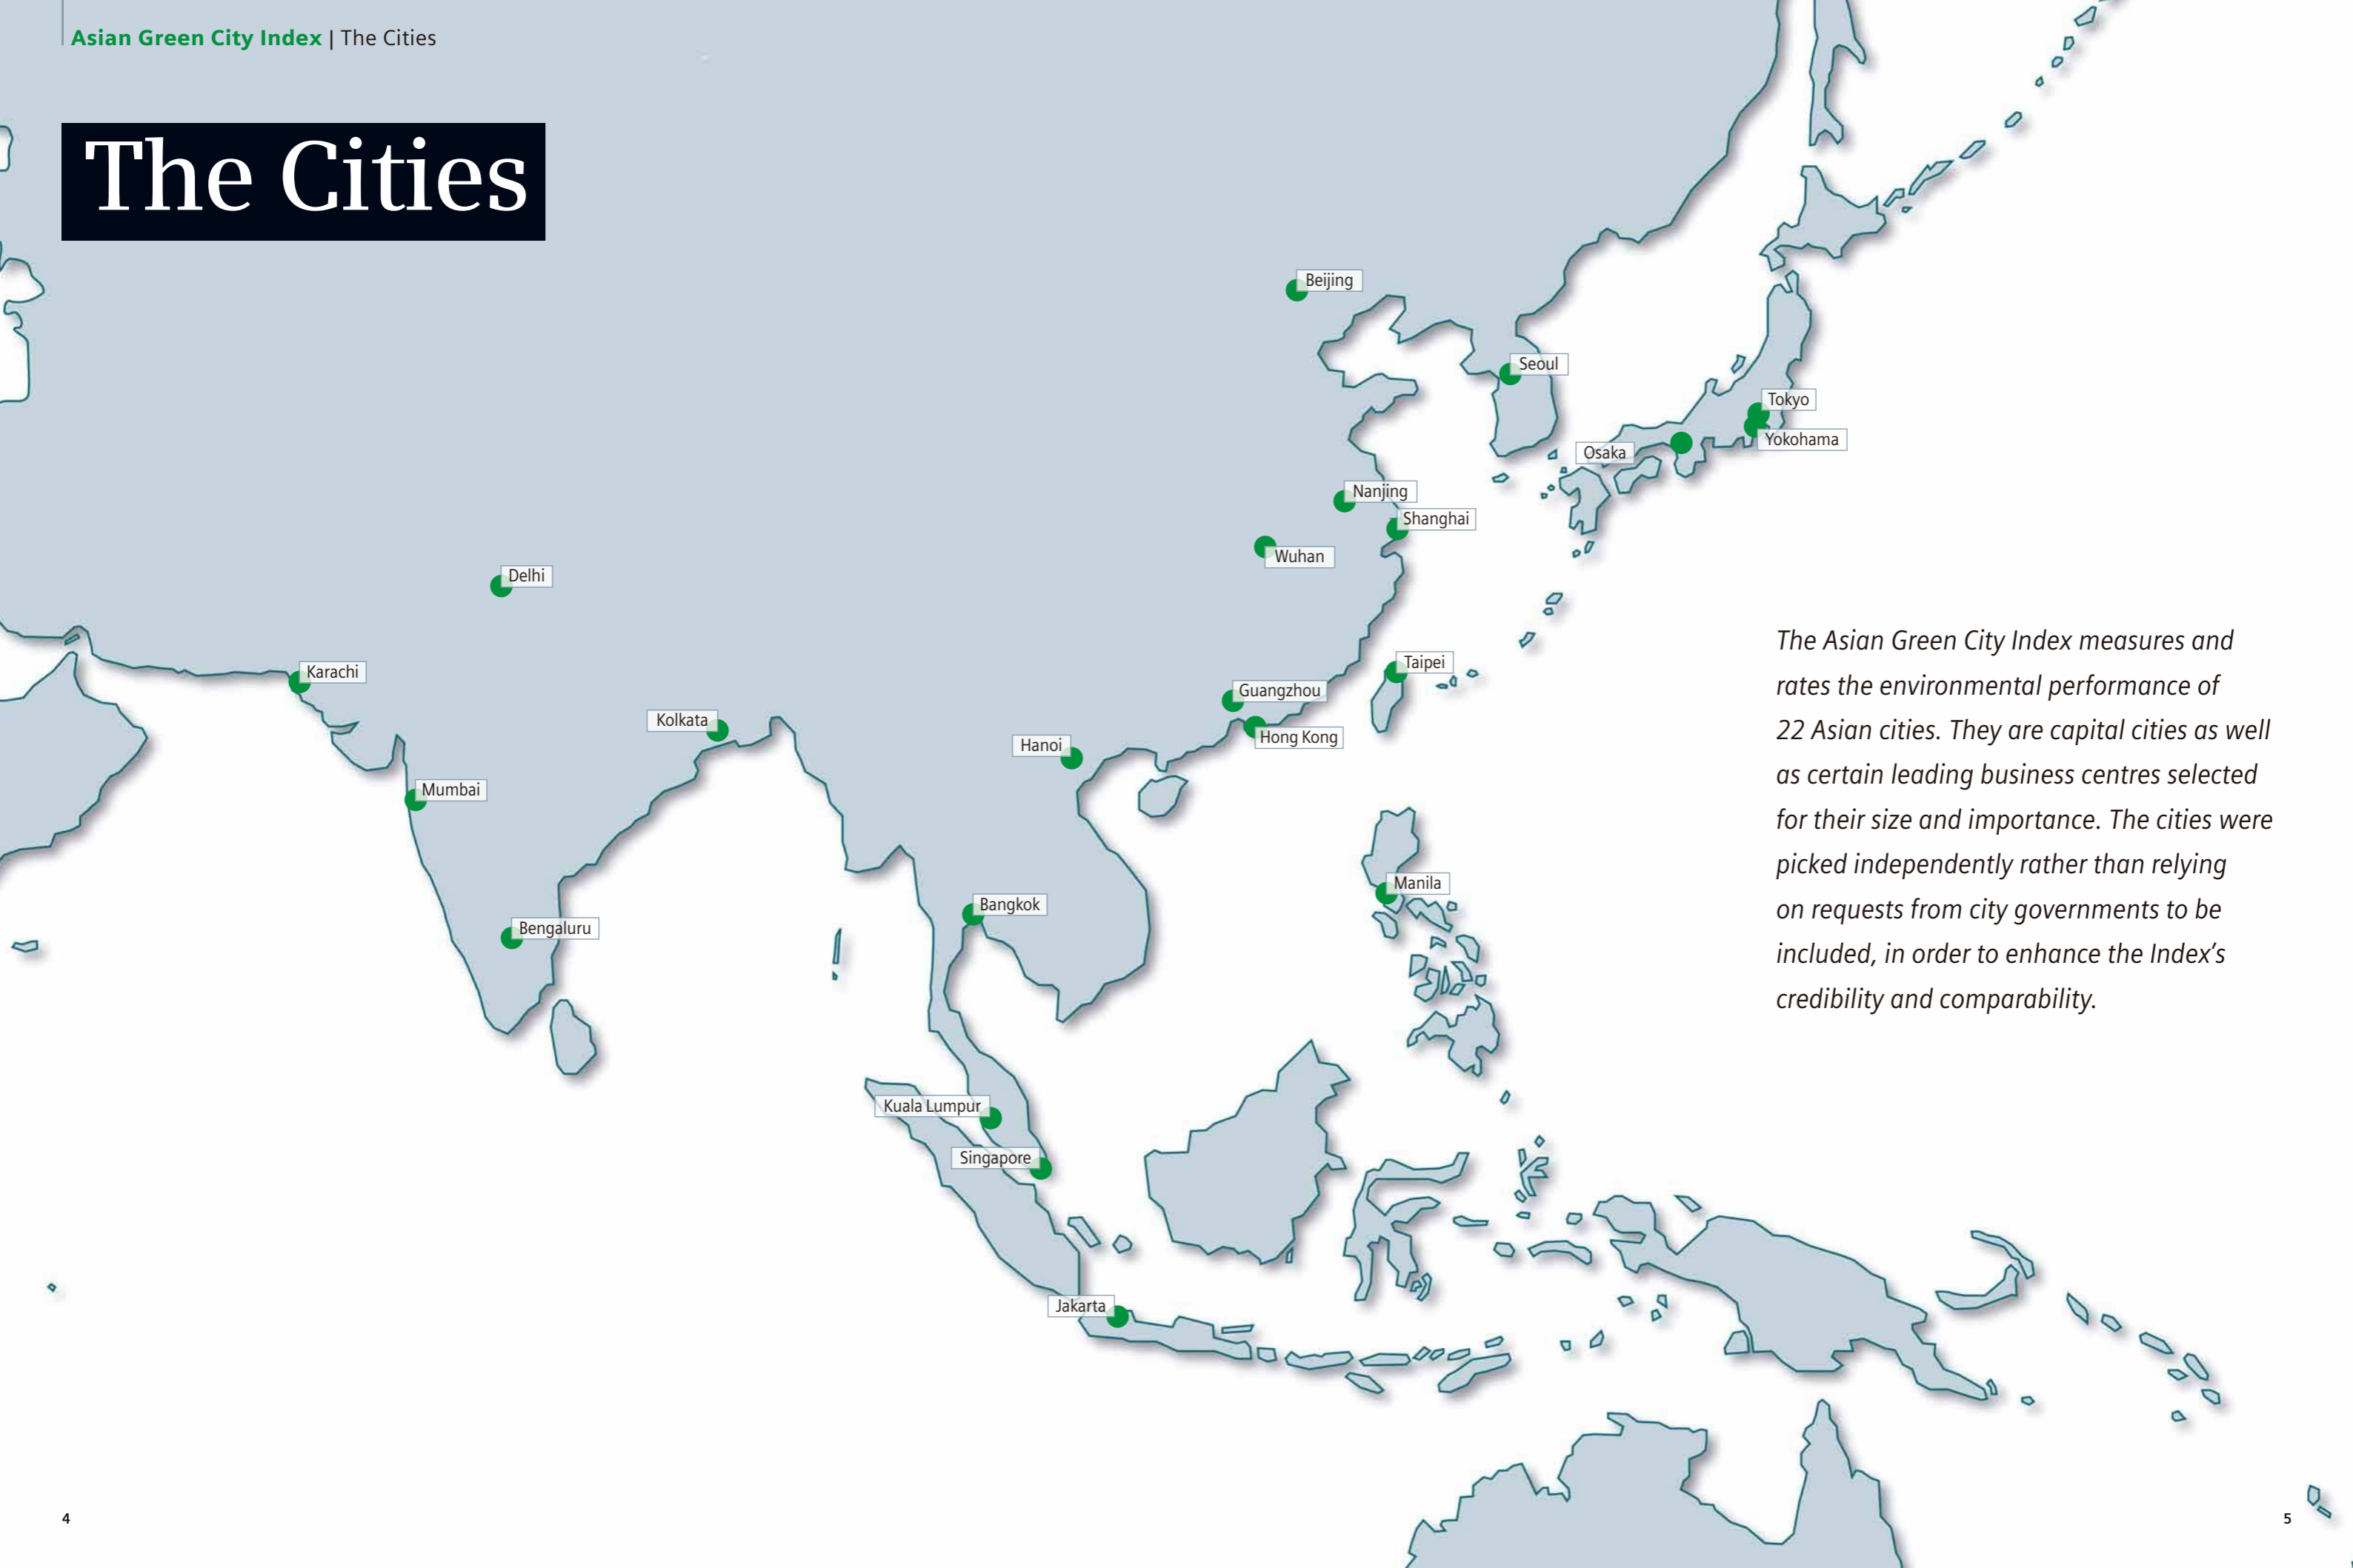 Asian Green City Index | The Cities
The Cities
Beijing
Seoul
Tokyo
Yokohama
Osaka
Nanjing
Shanghai
Wuhan
Delhi
Karachi
Taipei
Guangzhou
Kolkata
Hong Kong
Hanoi
Mumbai
Manila
Bangkok
Bengaluru
Kuala Lumpur
Singapore
Jakarta
The Asian Green City Index measures and
rates the environmental performance of
22 Asian cities. They are capital cities as well
as certain leading business centres selected
for their size and importance. The cities were
picked independently rather than relying
on requests from city governments to be
included, in order to enhance the Index’s
credibility and comparability.
4
5